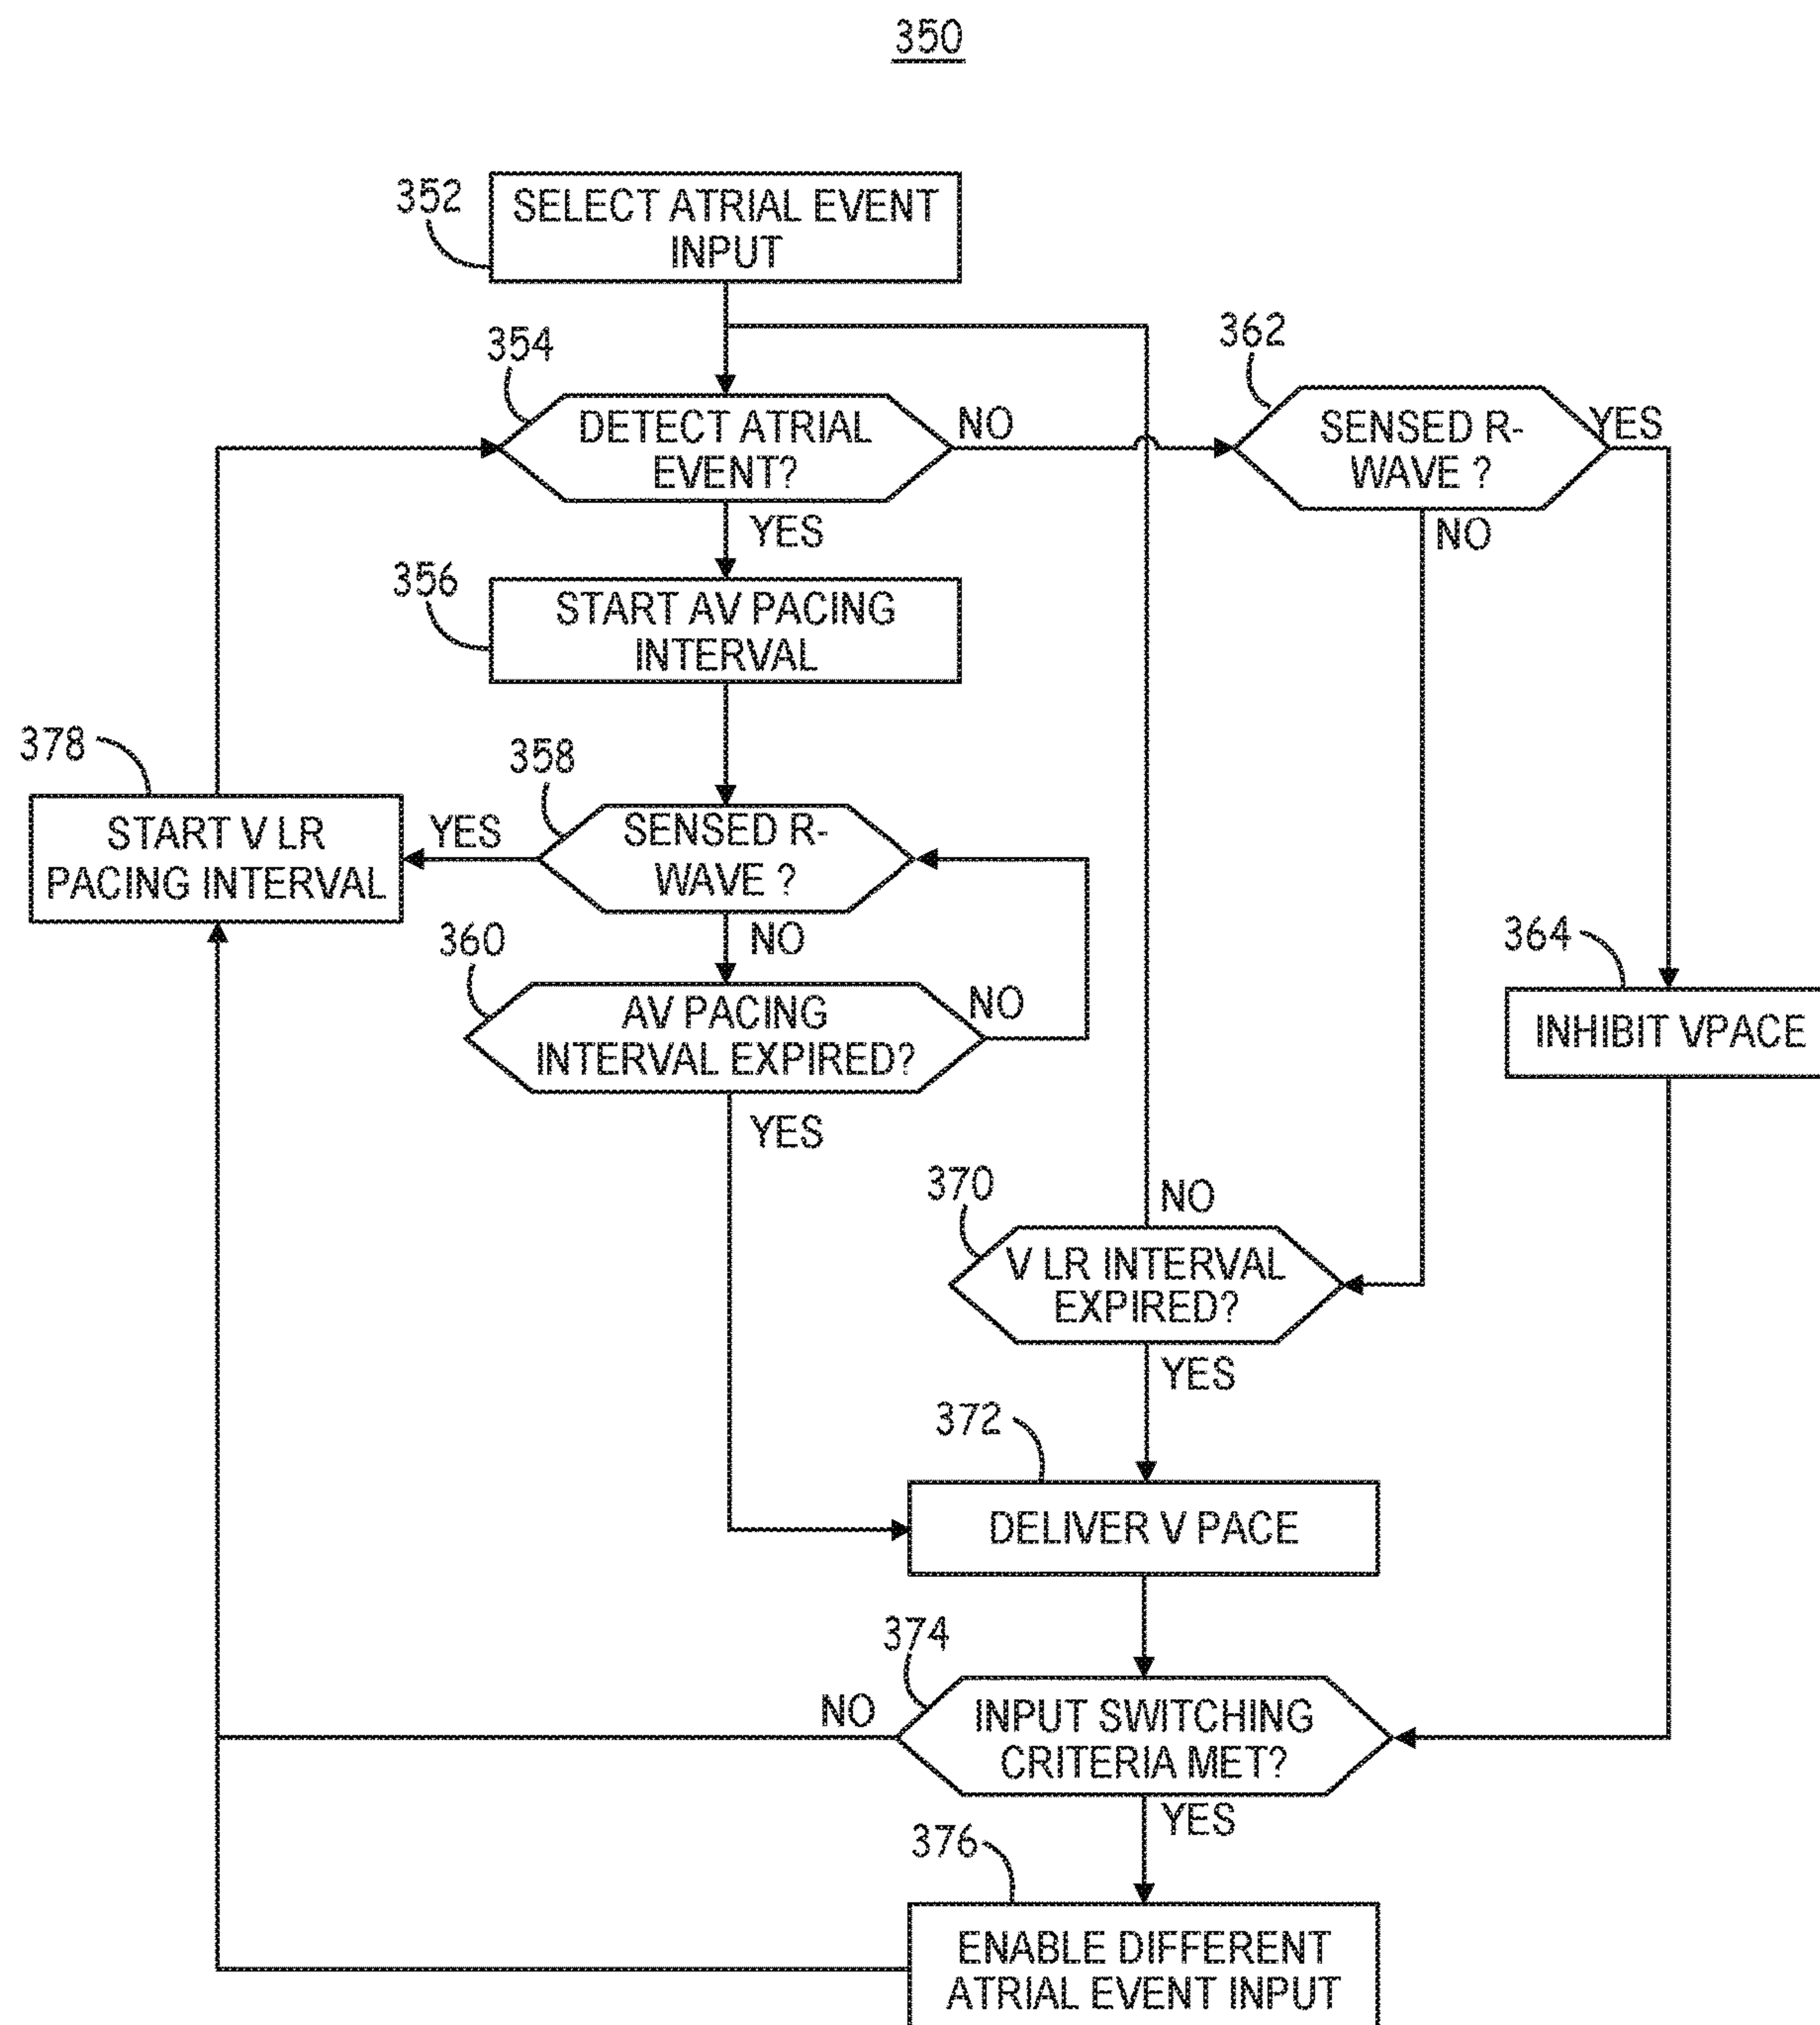 350
352
SELECT ATRIAL EVENT
INPUT
354
DETECT ATRIAL
EVENT?
NO
YES
362
SENSED R-
WAVE ?
YES
NO
356
START AV PACING
INTERVAL
378
START V LR
PACING INTERVAL
358
SENSED R-
WAVE ?
YES
NO
360
AV PACING
INTERVAL EXPIRED?
NO
YES
364
INHIBIT VPACE
370
V LR INTERVAL
EXPIRED?
NO
YES
372
DELIVER V PACE
374
INPUT SWITCHING
CRITERIA MET?
NO
YES
376
ENABLE DIFFERENT
ATRIAL EVENT INPUT